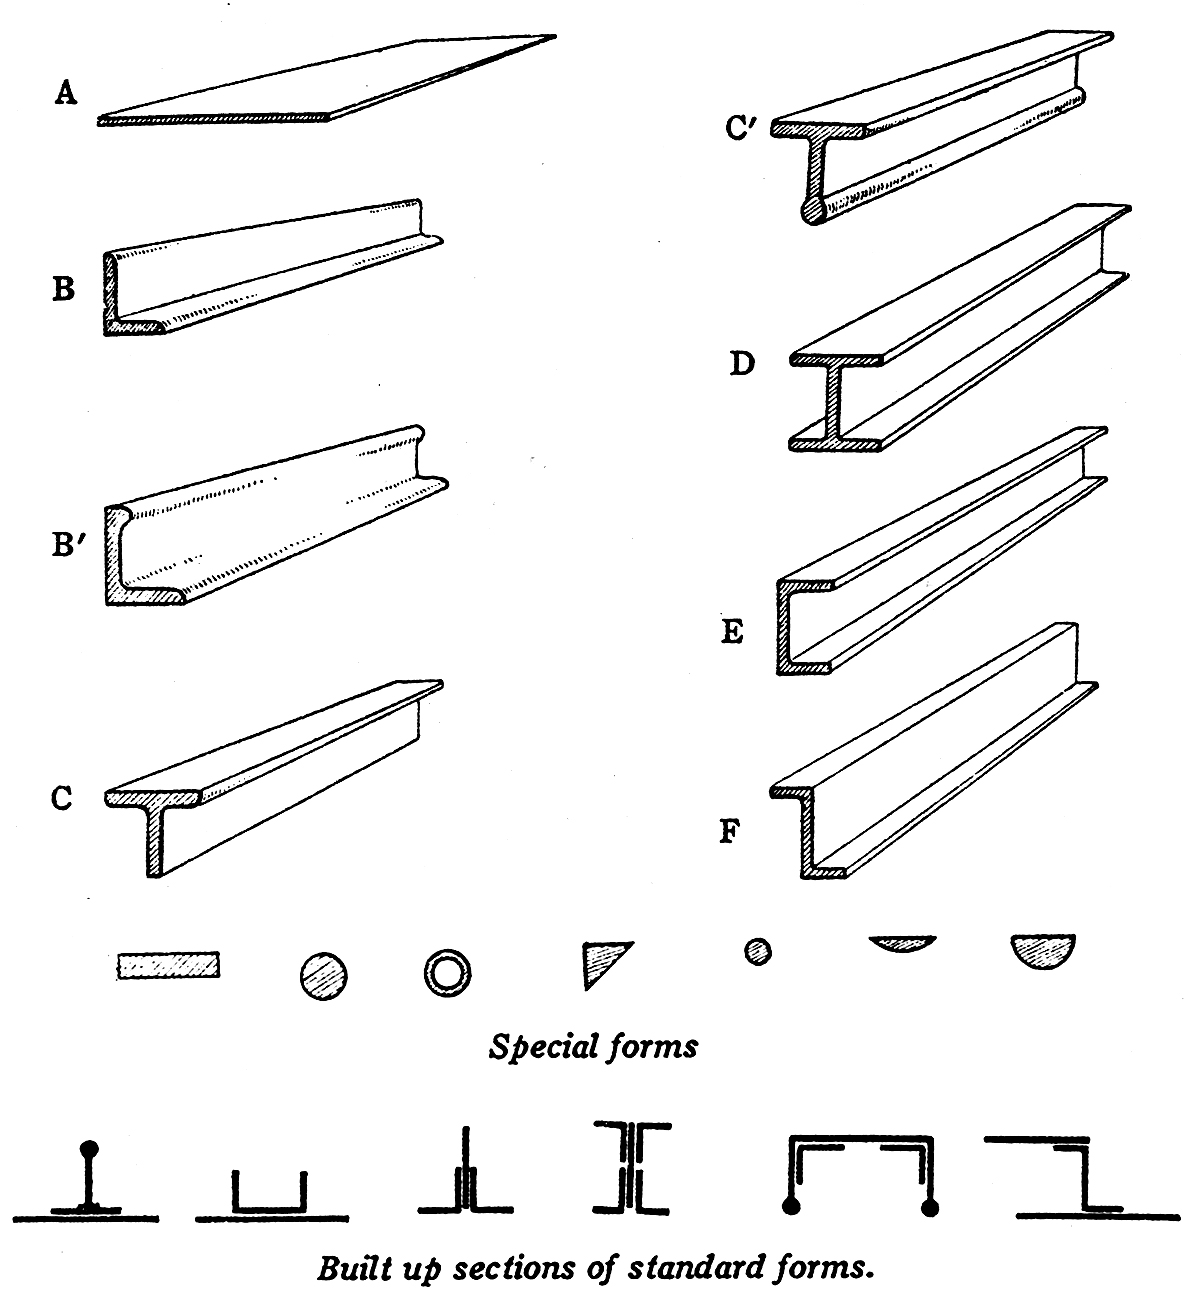 A
B
B′
C
C′
D
E
F
Special forms
Built up sections of standard forms.